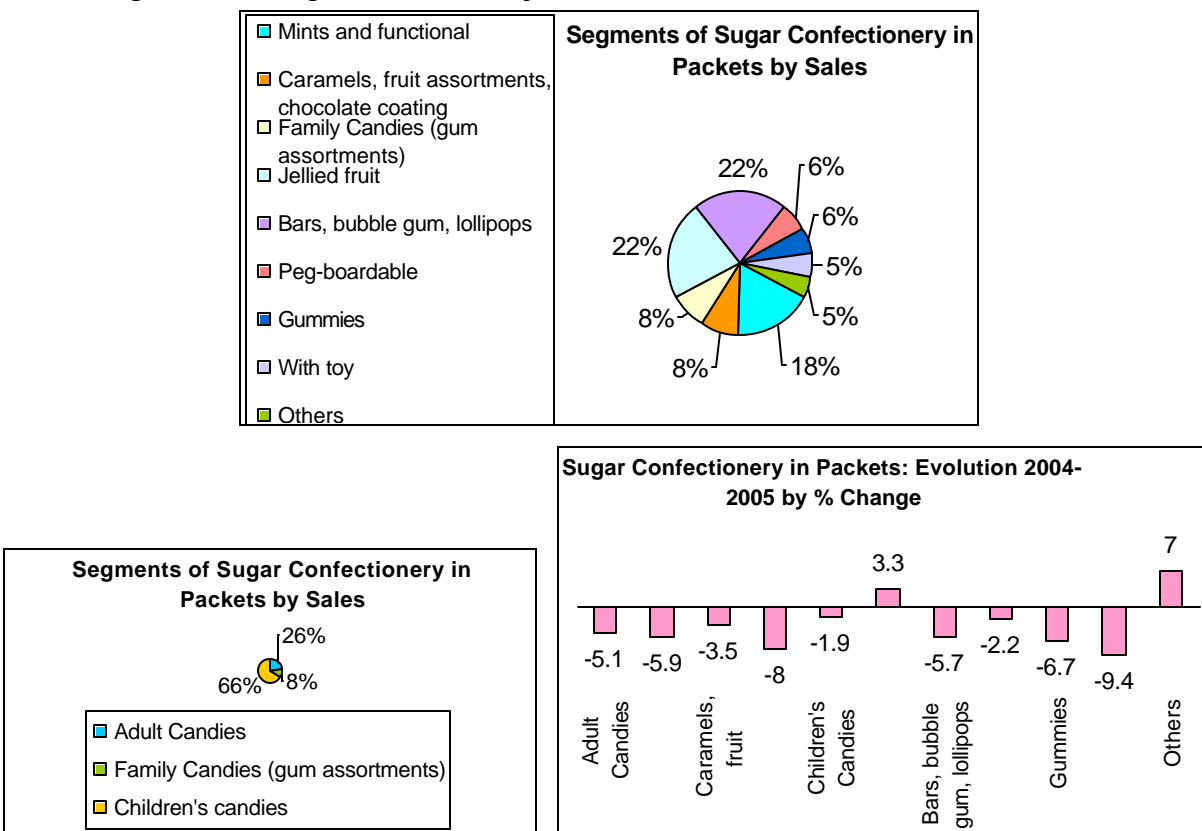 Mints and functional
Caramels, fruit assortments,
chocolate coating
Family Candies (gum
assortments)
Jellied fruit
Bars, bubble gum, lollipops
Peg-boardable
Gummies
With toy
Others
Segments of Sugar Confectionery in
Packets by Sales
22%
6%
6%
5%
5%
18%
8%
8%
22%
Segments of Sugar Confectionery in
Packets by Sales
26%
66%
8%
Adult Candies
Family Candies (gum assortments)
Children's candies
Sugar Confectionery in Packets: Evolution 2004-
2005 by % Change
-5.1
-5.9
-3.5
-8
-1.9
3.3
-5.7
-2.2
-6.7
-9.4
7
Adult
Candies
Caramels,
fruit
Children's
Candies
Bars, bubble
gum, lollipops
Gummies
Others